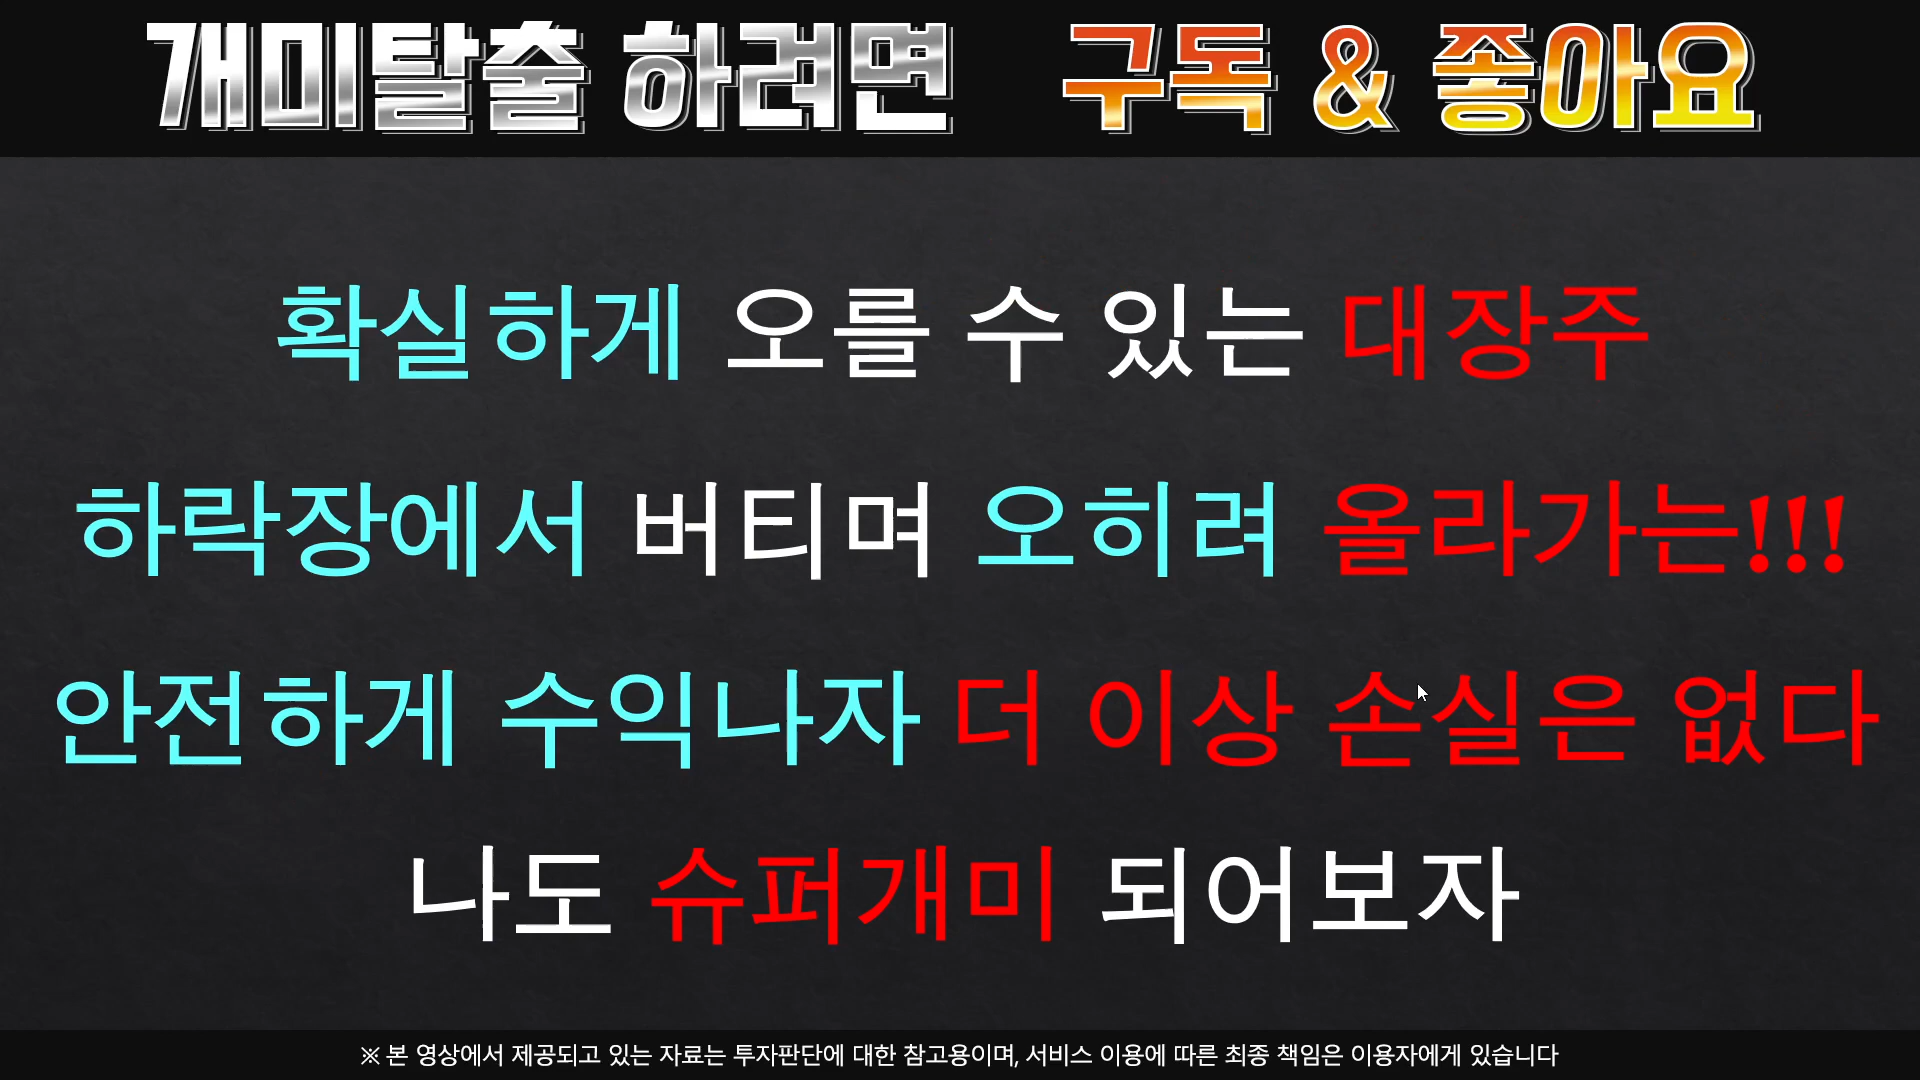 개미탈출 하려면 구독 & 좋아요
확실하게 오를 수 있는 대장주
하락장에서 버티며 오히려 올라가는!!!
안전하게 수익나자 더 이상 손실은 없다
나도 슈퍼개미 되어보자
※ 본 영상에서 제공되고 있는 자료는 투자판단에 대한 참고용이며, 서비스 이용에 따른 최종 책임은 이용자에게 있습니다